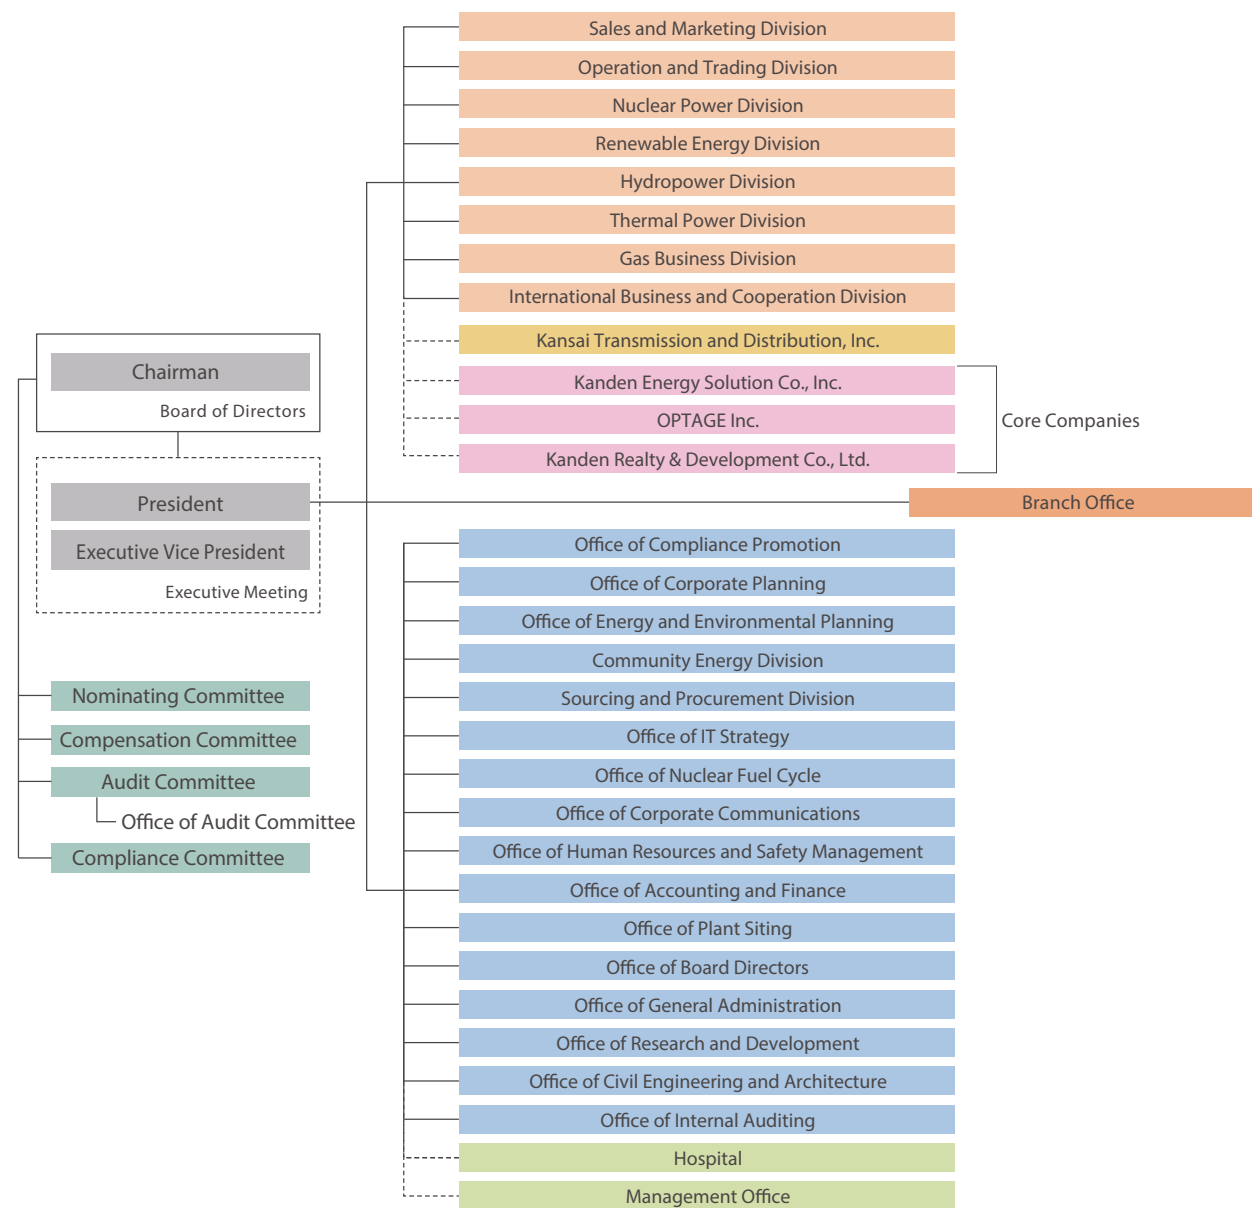 Sales and Marketing Division
Operation and Trading Division
Nuclear Power Division
Renewable Energy Division
Hydropower Division
Thermal Power Division
Gas Business Division
International Business and Cooperation Division
Kansai Transmission and Distribution, Inc.
Kanden Energy Solution Co., Inc.
OPTAGE Inc.
Kanden Realty & Development Co., Ltd.
Core Companies
Chairman
Board of Directors
President
Executive Vice President
Executive Meeting
Branch Office
Nominating Committee
Compensation Committee
Audit Committee
Office of Audit Committee
Compliance Committee
Office of Compliance Promotion
Office of Corporate Planning
Office of Energy and Environmental Planning
Community Energy Division
Sourcing and Procurement Division
Office of IT Strategy
Office of Nuclear Fuel Cycle
Office of Corporate Communications
Office of Human Resources and Safety Management
Office of Accounting and Finance
Office of Plant Siting
Office of Board Directors
Office of General Administration
Office of Research and Development
Office of Civil Engineering and Architecture
Office of Internal Auditing
Hospital
Management Office